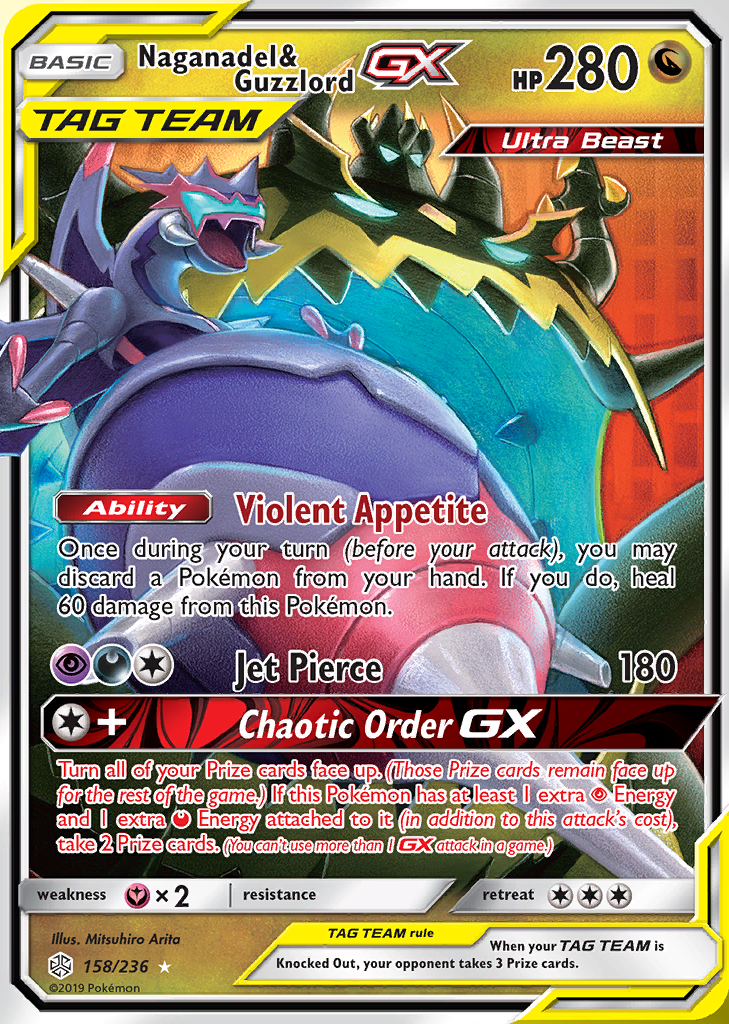 BASIC
Naganadel&
Guzzlord GX
HP 280
TAG TEAM
Ultra Beast
Ability Violent Appetite
Once during your turn (before your attack), you may
discard a Pokémon from your hand. If you do, heal
60 damage from this Pokémon.
Jet Pierce 180
+ Chaotic Order GX
Turn all of your Prize cards face up. (Those Prize cards remain face up
for the rest of the game.) If this Pokémon has at least 1 extra Energy
and 1 extra Energy attached to it (in addition to this attack's cost),
take 2 Prize cards. (You can't use more than 1 GX attack in a game.)
weakness ×2 resistance retreat
Illus. Mitsuhiro Arita
158/236
©2019 Pokémon
TAG TEAM rule
When your TAG TEAM is
Knocked Out, your opponent takes 3 Prize cards.